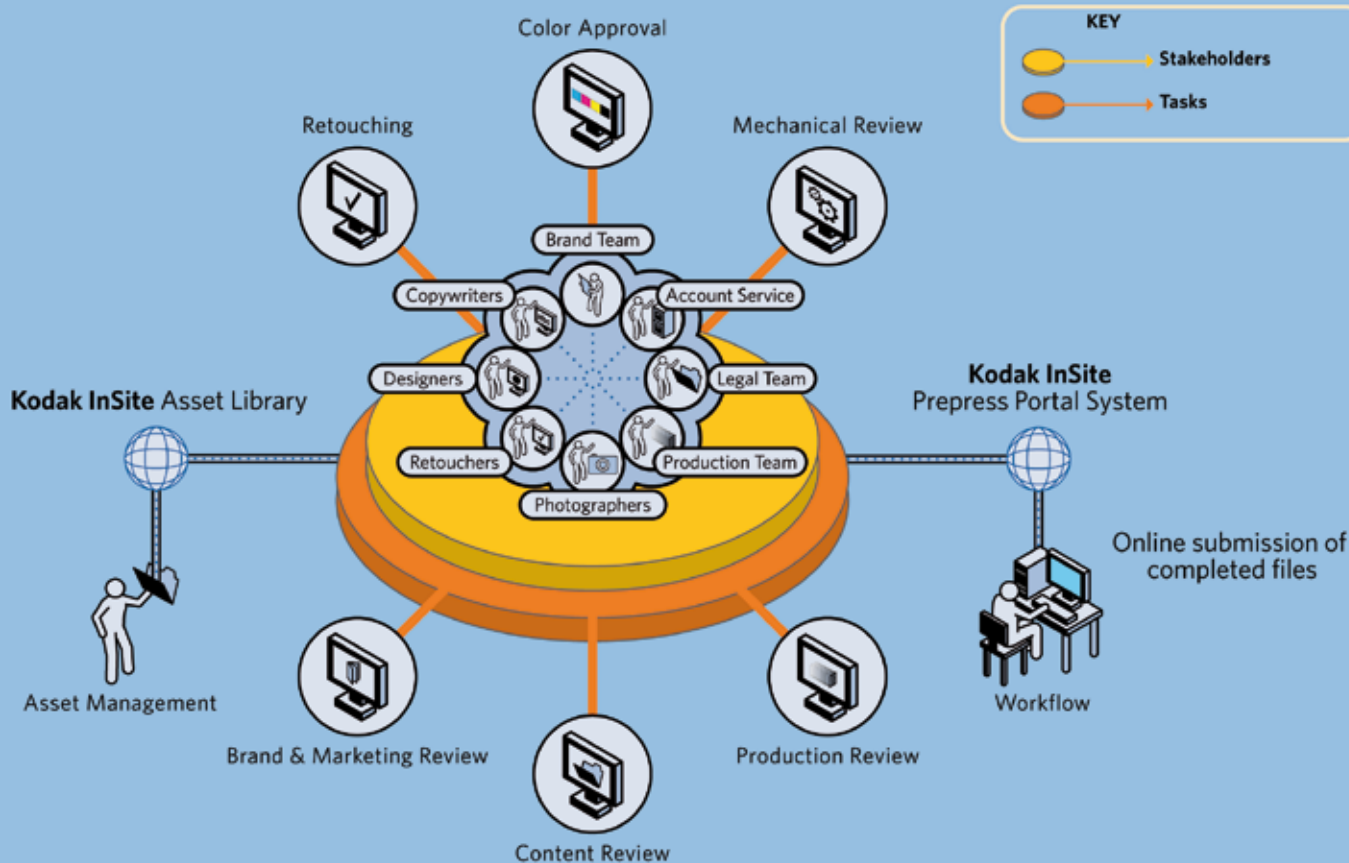 Color Approval
KEY
Stakeholders
Tasks
Retouching
Mechanical Review
Brand Team
Copywriters
Account Service
Designers
Legal Team
Retouchers
Production Team
Photographers
Kodak InSite Asset Library
Kodak InSite
Prepress Portal System
Online submission of
completed files
Asset Management
Workflow
Brand & Marketing Review
Production Review
Content Review